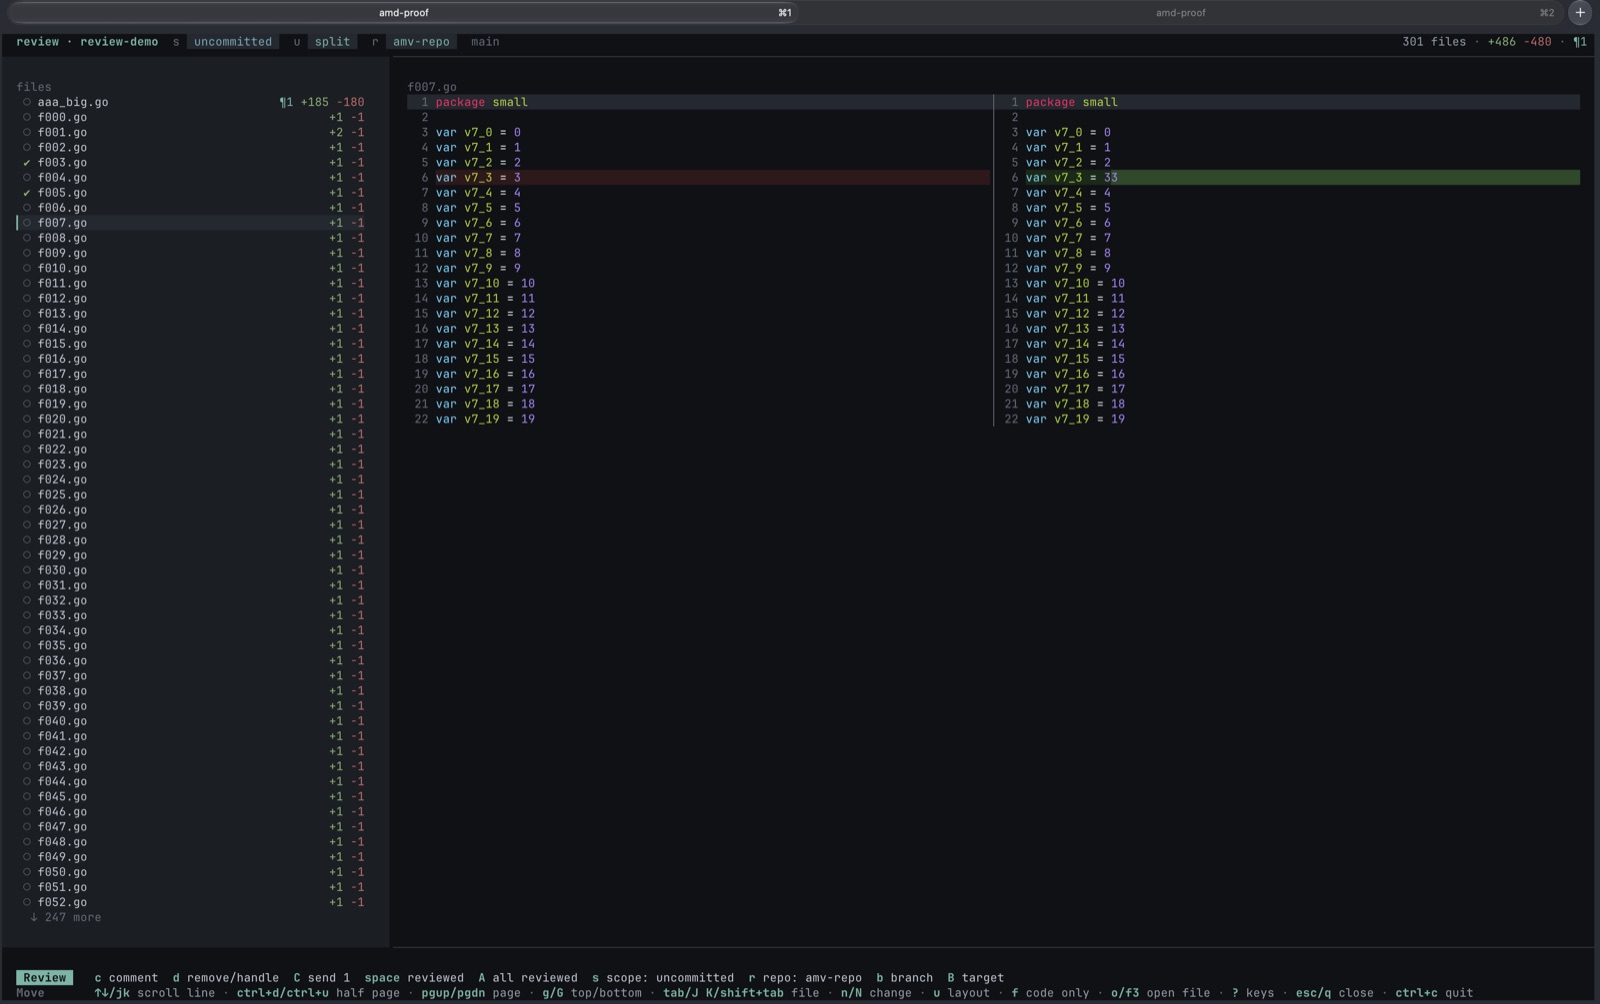 amd-proof ⌘1 amd-proof ⌘2 +
review · review-demo s uncommitted u split r amv-repo main 301 files · +486 -480 · ¶1
files
○ aaa_big.go ¶1 +185 -180
○ f000.go +1 -1
○ f001.go +2 -1
○ f002.go +1 -1
✓ f003.go +1 -1
○ f004.go +1 -1
✓ f005.go +1 -1
○ f006.go +1 -1
○ f007.go +1 -1
○ f008.go +1 -1
○ f009.go +1 -1
○ f010.go +1 -1
○ f011.go +1 -1
○ f012.go +1 -1
○ f013.go +1 -1
○ f014.go +1 -1
○ f015.go +1 -1
○ f016.go +1 -1
○ f017.go +1 -1
○ f018.go +1 -1
○ f019.go +1 -1
○ f020.go +1 -1
○ f021.go +1 -1
○ f022.go +1 -1
○ f023.go +1 -1
○ f024.go +1 -1
○ f025.go +1 -1
○ f026.go +1 -1
○ f027.go +1 -1
○ f028.go +1 -1
○ f029.go +1 -1
○ f030.go +1 -1
○ f031.go +1 -1
○ f032.go +1 -1
○ f033.go +1 -1
○ f034.go +1 -1
○ f035.go +1 -1
○ f036.go +1 -1
○ f037.go +1 -1
○ f038.go +1 -1
○ f039.go +1 -1
○ f040.go +1 -1
○ f041.go +1 -1
○ f042.go +1 -1
○ f043.go +1 -1
○ f044.go +1 -1
○ f045.go +1 -1
○ f046.go +1 -1
○ f047.go +1 -1
○ f048.go +1 -1
○ f049.go +1 -1
○ f050.go +1 -1
○ f051.go +1 -1
○ f052.go +1 -1
↓ 247 more
f007.go
1 package small
2
3 var v7_0 = 0
4 var v7_1 = 1
5 var v7_2 = 2
6 var v7_3 = 3
7 var v7_4 = 4
8 var v7_5 = 5
9 var v7_6 = 6
10 var v7_7 = 7
11 var v7_8 = 8
12 var v7_9 = 9
13 var v7_10 = 10
14 var v7_11 = 11
15 var v7_12 = 12
16 var v7_13 = 13
17 var v7_14 = 14
18 var v7_15 = 15
19 var v7_16 = 16
20 var v7_17 = 17
21 var v7_18 = 18
22 var v7_19 = 19
1 package small
2
3 var v7_0 = 0
4 var v7_1 = 1
5 var v7_2 = 2
6 var v7_3 = 33
7 var v7_4 = 4
8 var v7_5 = 5
9 var v7_6 = 6
10 var v7_7 = 7
11 var v7_8 = 8
12 var v7_9 = 9
13 var v7_10 = 10
14 var v7_11 = 11
15 var v7_12 = 12
16 var v7_13 = 13
17 var v7_14 = 14
18 var v7_15 = 15
19 var v7_16 = 16
20 var v7_17 = 17
21 var v7_18 = 18
22 var v7_19 = 19
Review c comment d remove/handle C send 1 space reviewed A all reviewed s scope: uncommitted r repo: amv-repo b branch B target
Move ↑↓/jk scroll line · ctrl+d/ctrl+u half page · pgup/pgdn page · g/G top/bottom · tab/J K/shift+tab file · n/N change · u layout · f code only · o/f3 open file · ? keys · esc/q close · ctrl+c quit